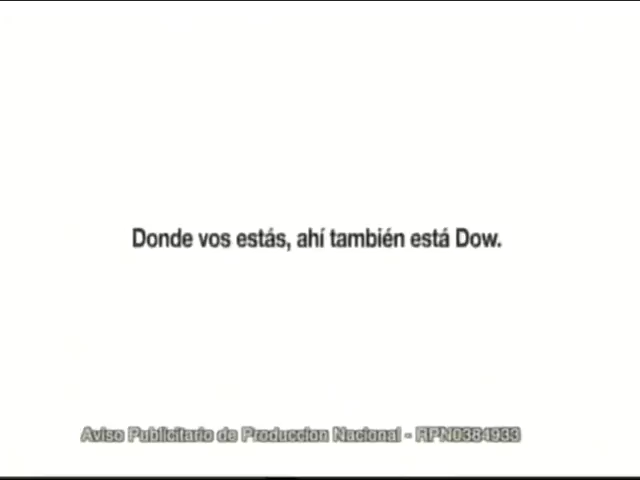 Donde vos estás, ahí también está Dow.
Aviso Publicitario de Produccion Nacional - RPN0384933